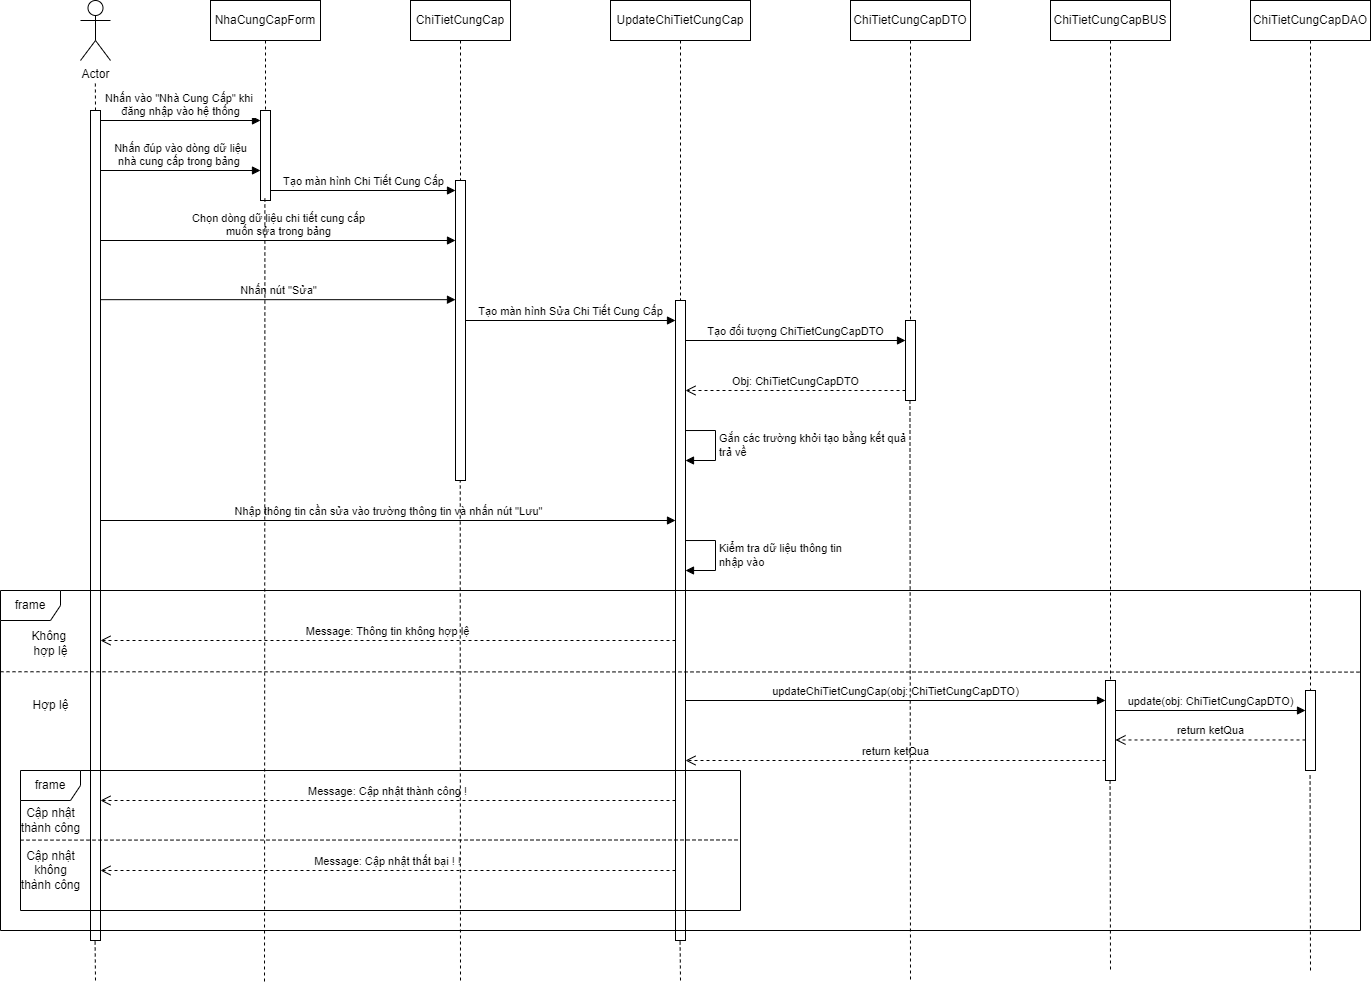 NhaCungCapForm
ChiTietCungCap
UpdateChiTietCungCap
ChiTietCungCapDTO
ChiTietCungCapBUS
ChiTietCungCapDAO
Actor
Nhấn vào "Nhà Cung Cấp" khi
đăng nhập vào hệ thống
Nhấn đúp vào dòng dữ liệu
nhà cung cấp trong bảng
Tạo màn hình Chi Tiết Cung Cấp
Chọn dòng dữ liệu chi tiết cung cấp
muốn sửa trong bảng
Nhấn nút "Sửa"
Tạo màn hình Sửa Chi Tiết Cung Cấp
Tạo đối tượng ChiTietCungCapDTO
Obj: ChiTietCungCapDTO
Gắn các trường khởi tạo bằng kết quả
trả về
Nhập thông tin cần sửa vào trường thông tin và nhấn nút "Lưu"
Kiểm tra dữ liệu thông tin
nhập vào
frame
Không
hợp lệ
Message: Thông tin không hợp lệ
Hợp lệ
updateChiTietCungCap(obj: ChiTietCungCapDTO)
update(obj: ChiTietCungCapDTO)
return ketQua
return ketQua
frame
Message: Cập nhật thành công !
Cập nhật
thành công
Cập nhật
không
thành công
Message: Cập nhật thất bại ! !